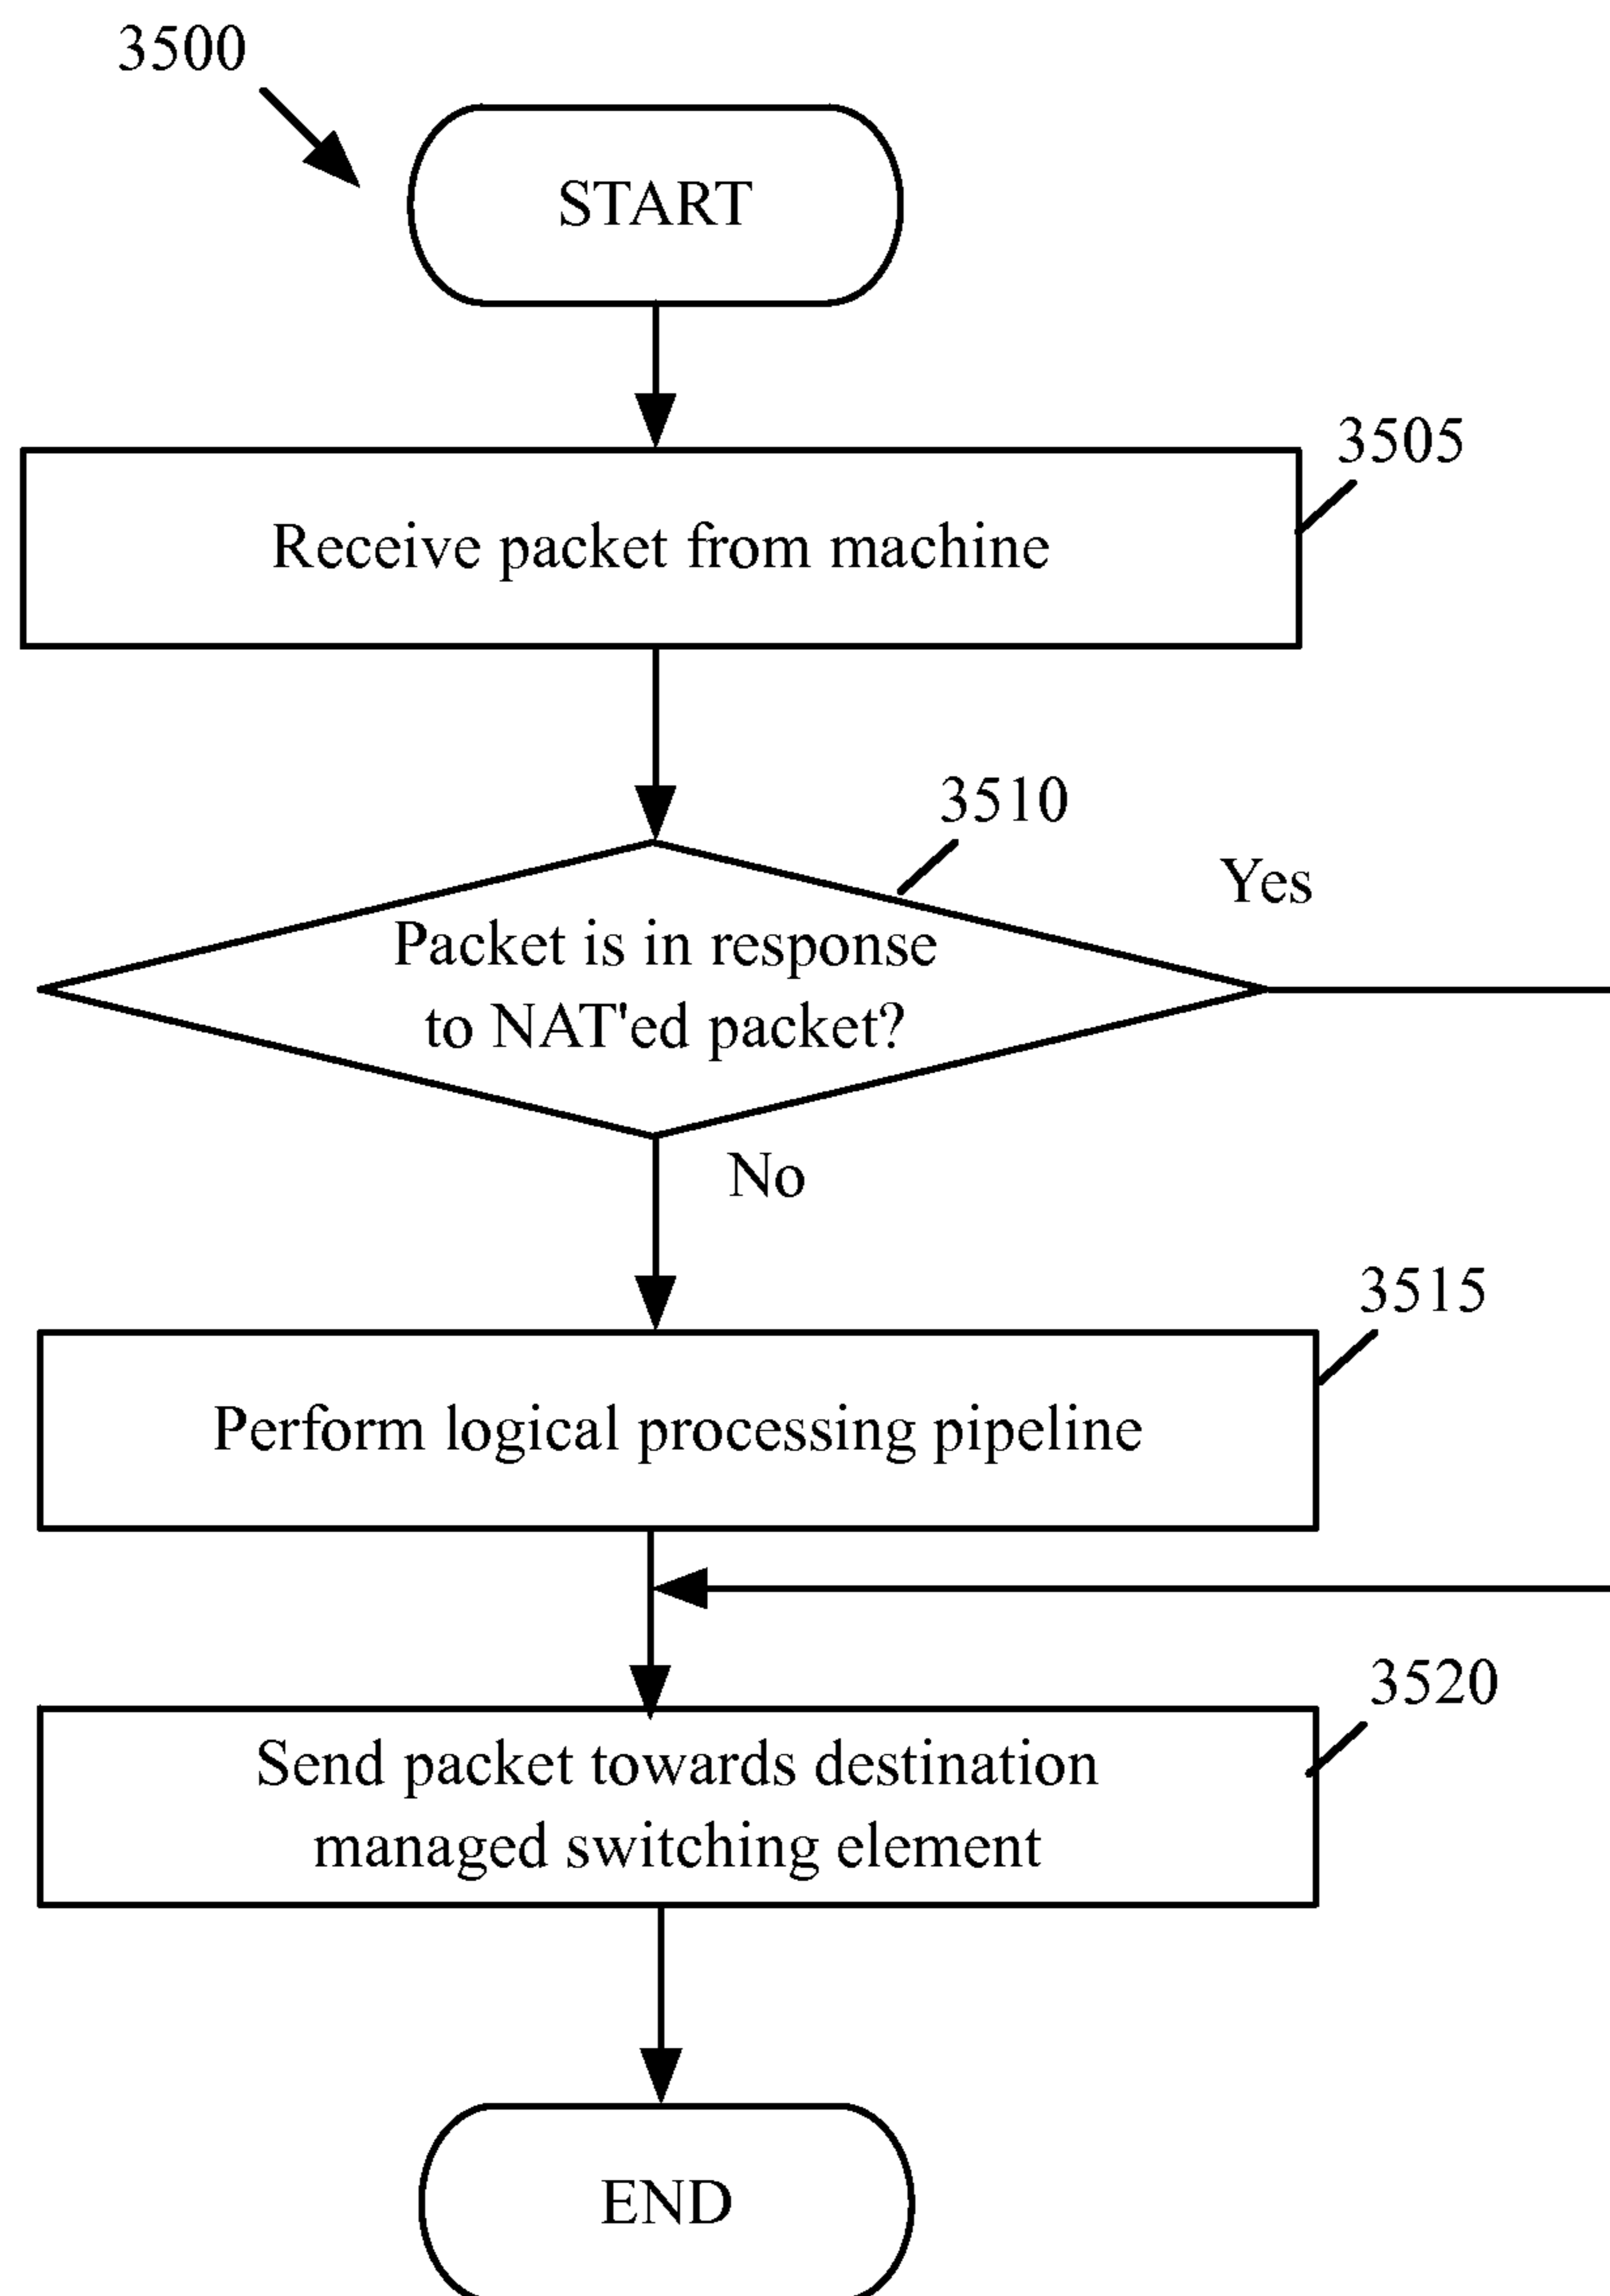 3500
START
3505
Receive packet from machine
3510
Yes
Packet is in response
to NAT'ed packet?
No
3515
Perform logical processing pipeline
3520
Send packet towards destination
managed switching element
END